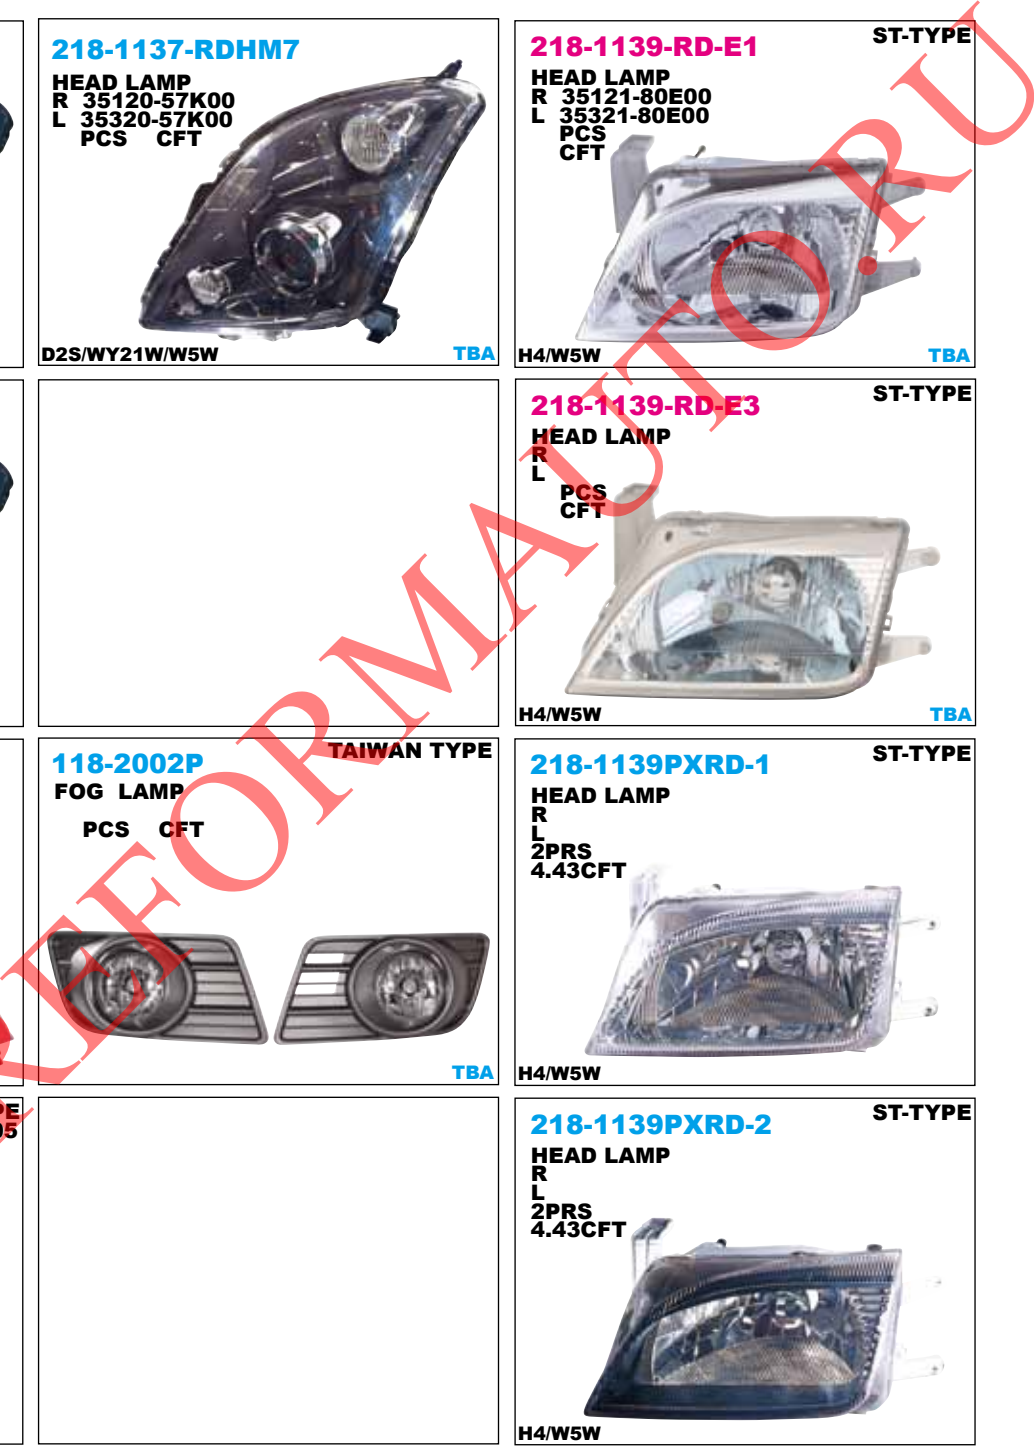 218-1137-RDHM7
HEAD LAMP
R 35120-57K00
L 35320-57K00
PCS CFT
D2S/WY21W/W5W
TBA
218-1139-RD-E1
ST-TYPE
HEAD LAMP
R 35121-80E00
L 35321-80E00
PCS
CFT
H4/W5W
TBA
218-1139-RD-E3
ST-TYPE
HEAD LAMP
R
L
PCS
CFT
H4/W5W
TBA
118-2002P
TAIWAN TYPE
FOG LAMP
PCS CFT
TBA
218-1139PXRD-1
ST-TYPE
HEAD LAMP
R
L
2PRS
4.43CFT
H4/W5W
PE
05
218-1139PXRD-2
ST-TYPE
HEAD LAMP
R
L
2PRS
4.43CFT
H4/W5W
REFORMAUTO.RU